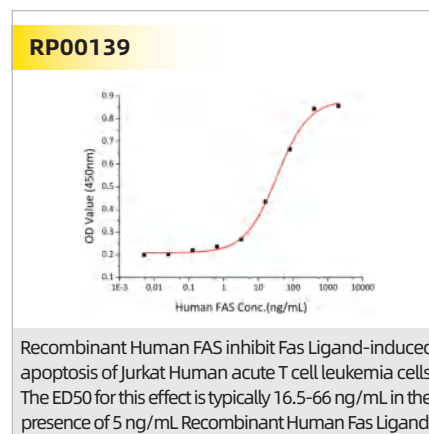 RP00139
0.9
0.8
0.7
0.6
0.5
0.4
0.3
0.2
0.1
OD Value (450nm)
1E-3 0.01 0.1 1 10 100 1000 10000
Human FAS Conc.(ng/mL)
Recombinant Human FAS inhibit Fas Ligand-induced
apoptosis of Jurkat Human acute T cell leukemia cells
The ED50 for this effect is typically 16.5-66 ng/mL in the
presence of 5 ng/mL Recombinant Human Fas Ligand